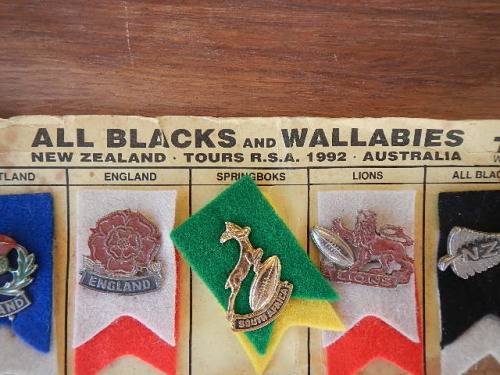 ALL BLACKS AND WALLABIES
NEW ZEALAND · TOURS R.S.A. 1992 · AUSTRALIA
TLAND ENGLAND SPRINGBOKS LIONS ALL BLAC
LAND ENGLAND SOUTH AFRICA LIONS NZ